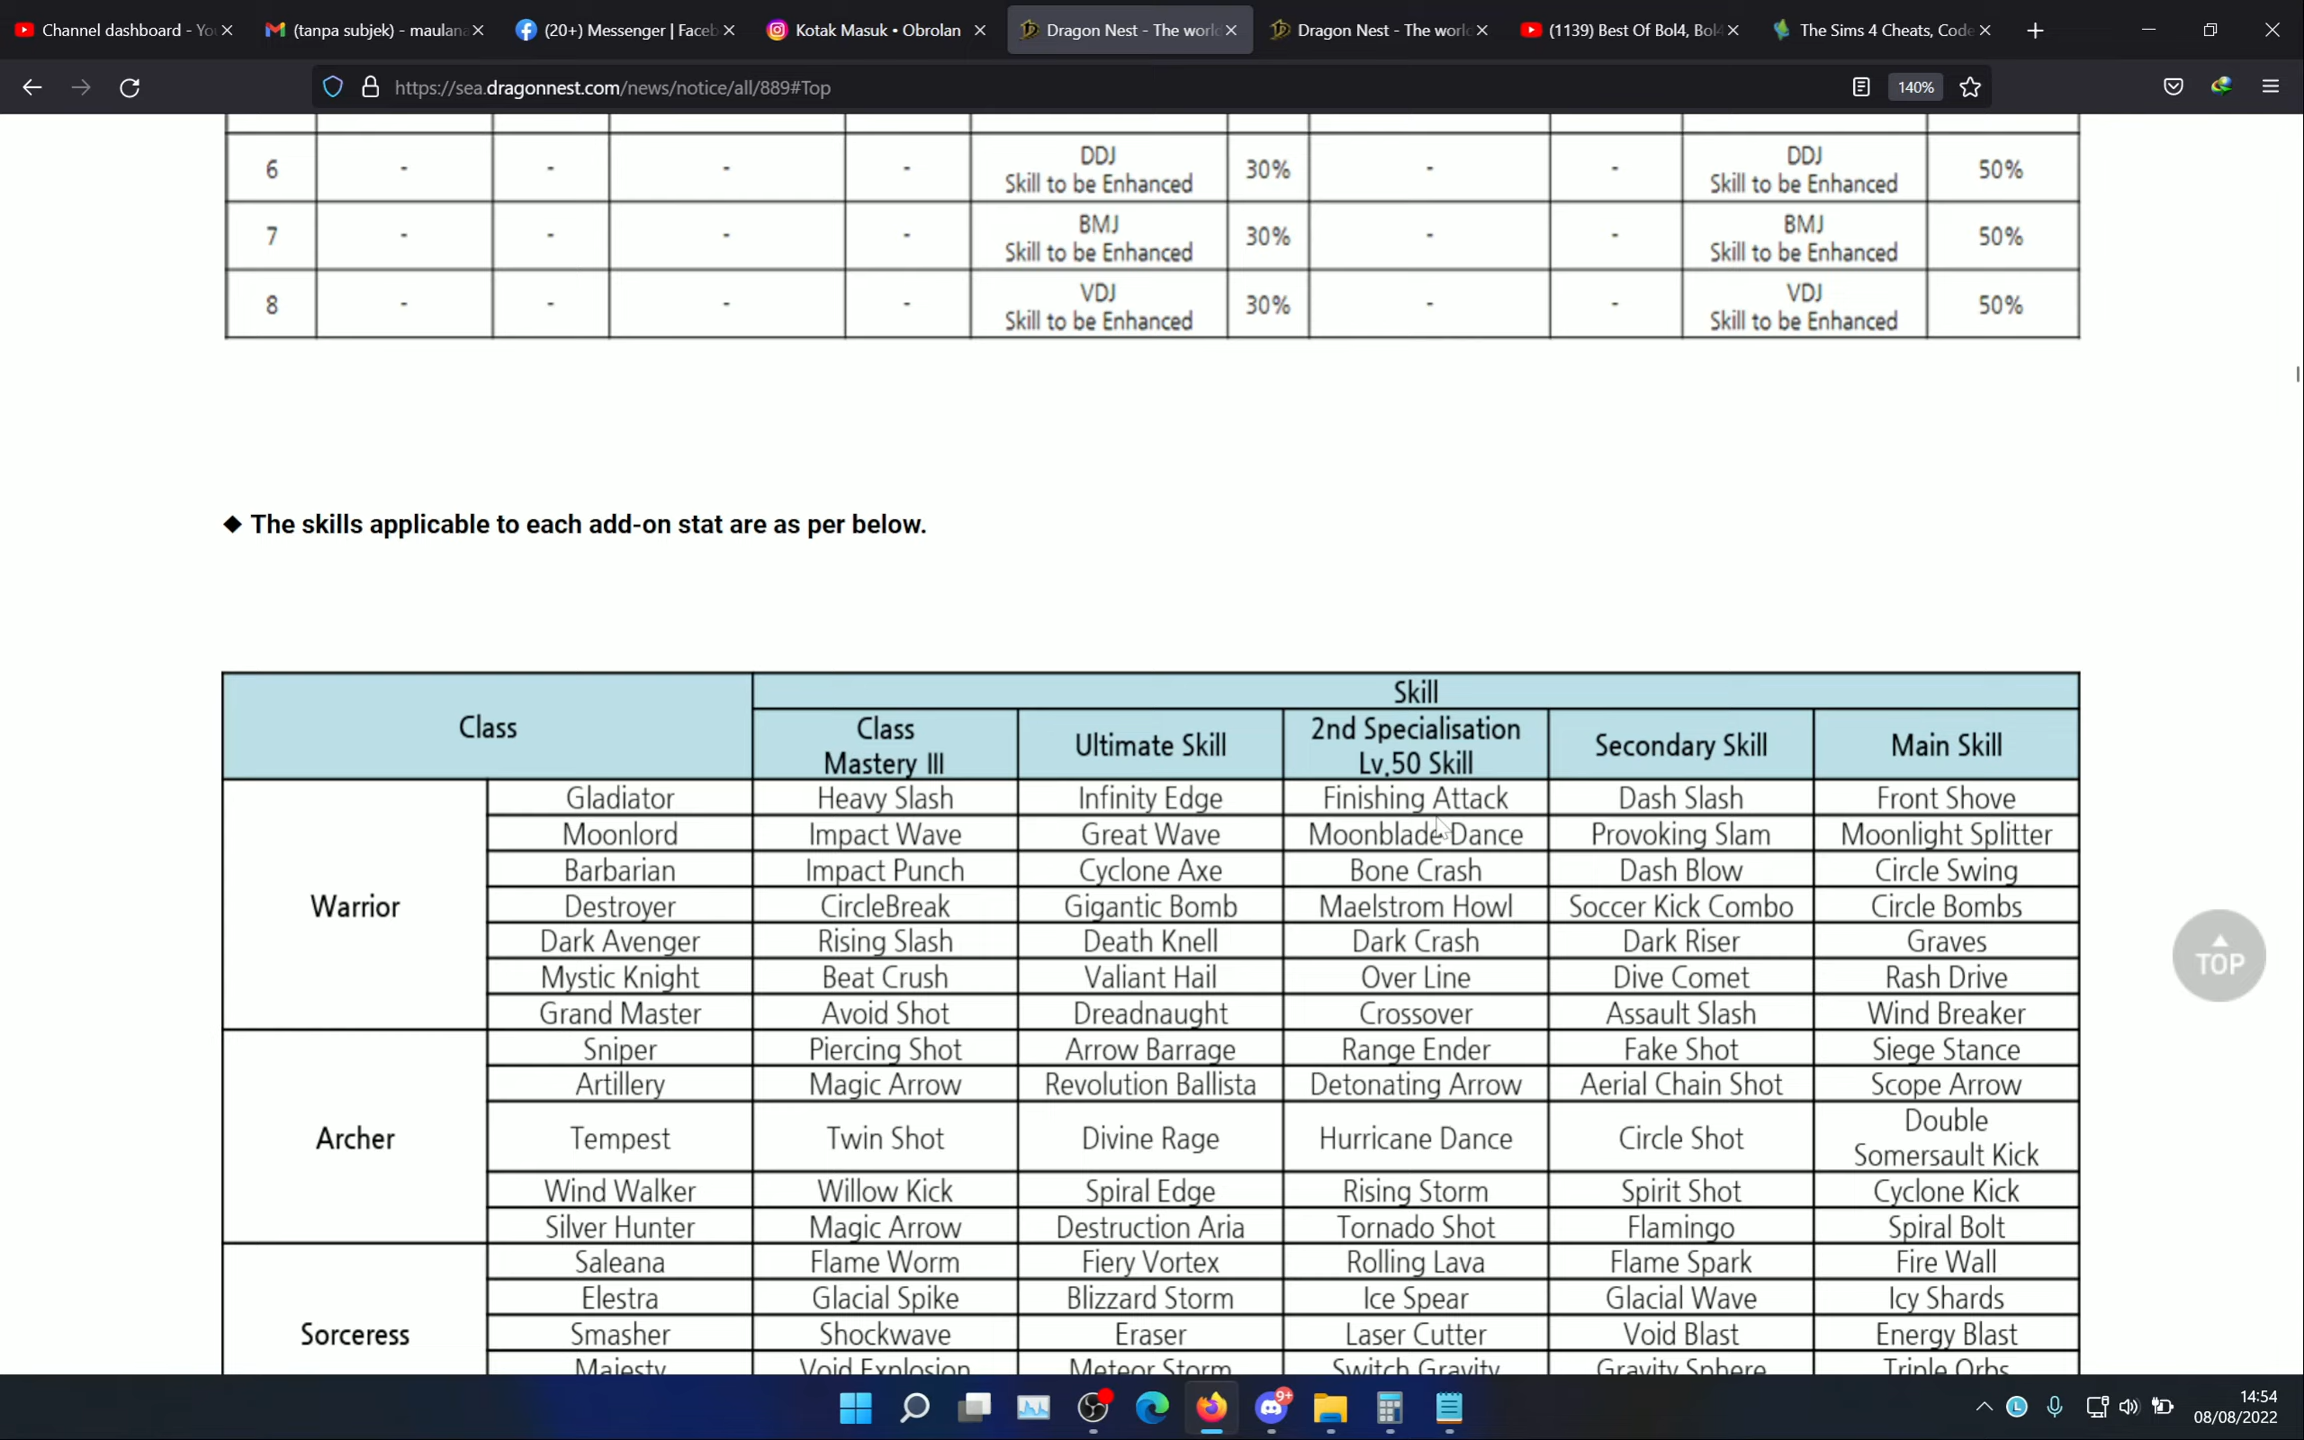 Channel dashboard - Yo
(tanpa subjek) - maulana
(20+) Messenger | Faceb
Kotak Masuk • Obrolan
Dragon Nest - The worl
Dragon Nest - The worl
(1139) Best Of Bol4, Bol4
The Sims 4 Cheats, Code
https://sea.dragonnest.com/news/notice/all/889#Top
140%
6 - - - - DDJ Skill to be Enhanced 30% - - DDJ Skill to be Enhanced 50%
7 - - - - BMJ Skill to be Enhanced 30% - - BMJ Skill to be Enhanced 50%
8 - - - - VDJ Skill to be Enhanced 30% - - VDJ Skill to be Enhanced 50%
◆ The skills applicable to each add-on stat are as per below.
Class
Skill
Class Mastery III
Ultimate Skill
2nd Specialisation Lv.50 Skill
Secondary Skill
Main Skill
Warrior
Gladiator Heavy Slash Infinity Edge Finishing Attack Dash Slash Front Shove
Moonlord Impact Wave Great Wave Moonblade Dance Provoking Slam Moonlight Splitter
Barbarian Impact Punch Cyclone Axe Bone Crash Dash Blow Circle Swing
Destroyer CircleBreak Gigantic Bomb Maelstrom Howl Soccer Kick Combo Circle Bombs
Dark Avenger Rising Slash Death Knell Dark Crash Dark Riser Graves
Mystic Knight Beat Crush Valiant Hail Over Line Dive Comet Rash Drive
Grand Master Avoid Shot Dreadnaught Crossover Assault Slash Wind Breaker
Archer
Sniper Piercing Shot Arrow Barrage Range Ender Fake Shot Siege Stance
Artillery Magic Arrow Revolution Ballista Detonating Arrow Aerial Chain Shot Scope Arrow
Tempest Twin Shot Divine Rage Hurricane Dance Circle Shot Double Somersault Kick
Wind Walker Willow Kick Spiral Edge Rising Storm Spirit Shot Cyclone Kick
Silver Hunter Magic Arrow Destruction Aria Tornado Shot Flamingo Spiral Bolt
Sorceress
Saleana Flame Worm Fiery Vortex Rolling Lava Flame Spark Fire Wall
Elestra Glacial Spike Blizzard Storm Ice Spear Glacial Wave Icy Shards
Smasher Shockwave Eraser Laser Cutter Void Blast Energy Blast
Majesty Void Explosion Meteor Storm Switch Gravity Gravity Sphere Triple Orbs
TOP
9+
14:54
08/08/2022